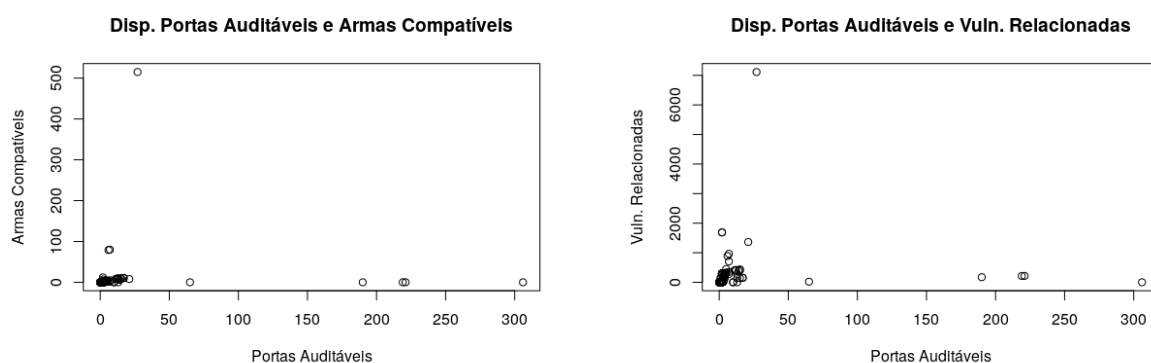 Disp. Portas Auditáveis e Armas Compatíveis
Armas Compatíveis
500
400
300
200
100
0
0 50 100 150 200 250 300
Portas Auditáveis
Disp. Portas Auditáveis e Vuln. Relacionadas
Vuln. Relacionadas
6000
4000
2000
0
0 50 100 150 200 250 300
Portas Auditáveis